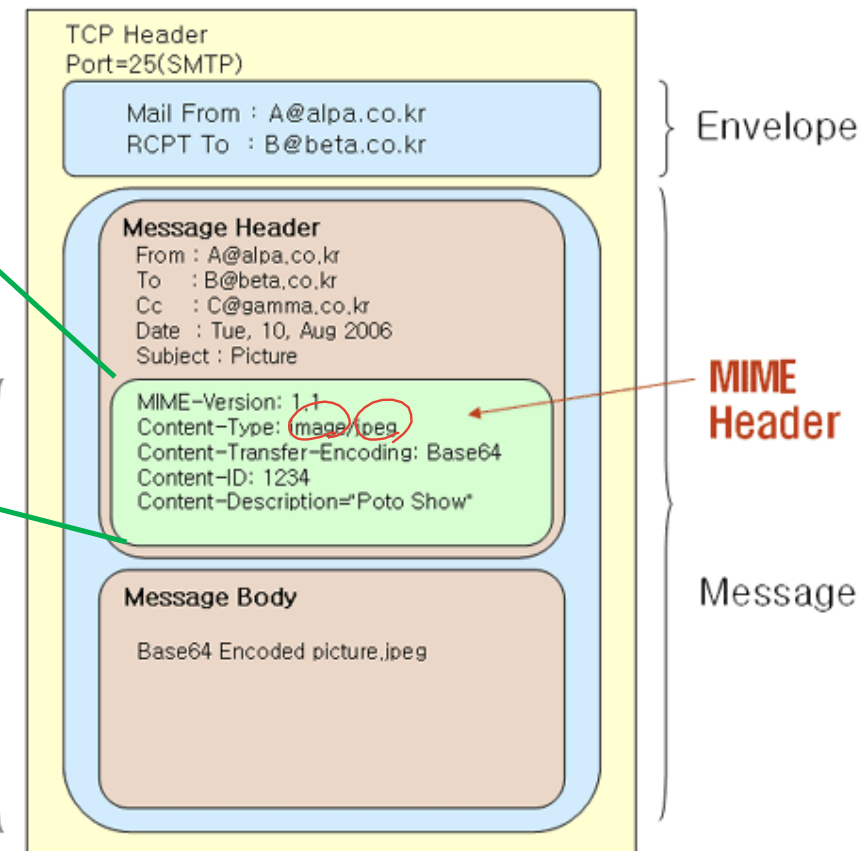 TCP Header
Port=25(SMTP)
Mail From : A@alpa.co.kr
RCPT To : B@beta.co.kr
Envelope
Message Header
From : A@alpa.co.kr
To : B@beta.co.kr
Cc : C@gamma.co.kr
Date : Tue, 10, Aug 2006
Subject : Picture
MIME-Version: 1.1
Content-Type: image/jpeg
Content-Transfer-Encoding: Base64
Content-ID: 1234
Content-Description="Poto Show"
MIME
Header
Message Body
Base64 Encoded picture.jpeg
Message